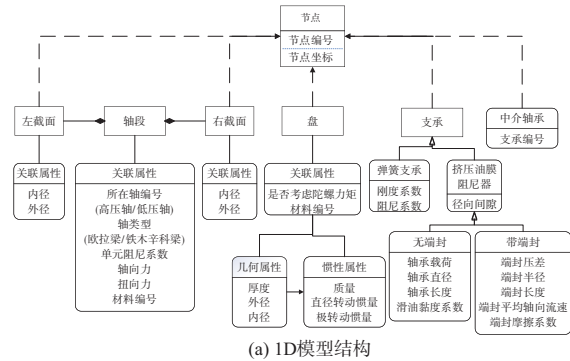 节点
节点编号
节点坐标
左截面
轴段
右截面
盘
支承
中介轴承
支承编号
关联属性
内径
外径
关联属性
所在轴编号
(高压轴/低压轴)
轴类型
(欧拉梁/铁木辛科梁)
单元阻尼系数
轴向力
扭向力
材料编号
关联属性
内径
外径
关联属性
是否考虑陀螺力矩
材料编号
弹簧支承
刚度系数
阻尼系数
挤压油膜
阻尼器
径向间隙
几何属性
厚度
外径
内径
惯性属性
质量
直径转动惯量
极转动惯量
无端封
轴承载荷
轴承直径
轴承长度
滑油黏度系数
带端封
端封压差
端封半径
端封长度
端封平均轴向流速
端封摩擦系数
(a) 1D模型结构